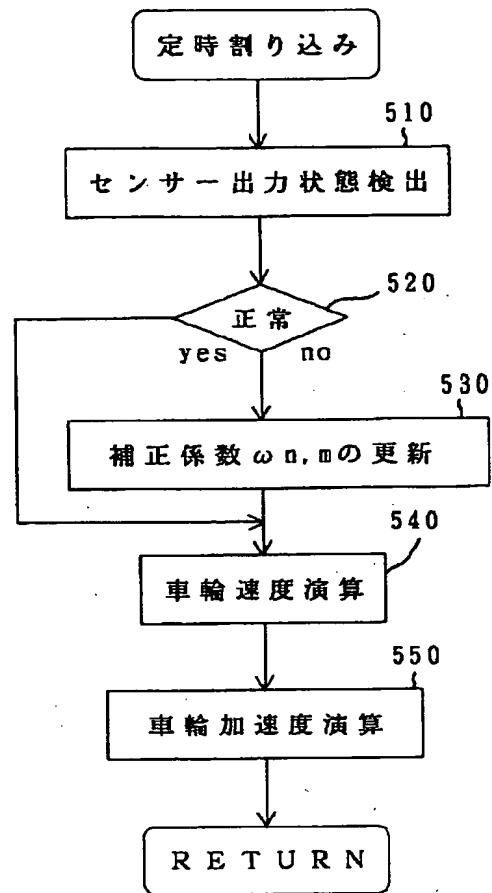 定時割り込み
510
センサー出力状態検出
520
正常
yes no
530
補正係数ωn,mの更新
540
車輪速度演算
550
車輪加速度演算
RETURN